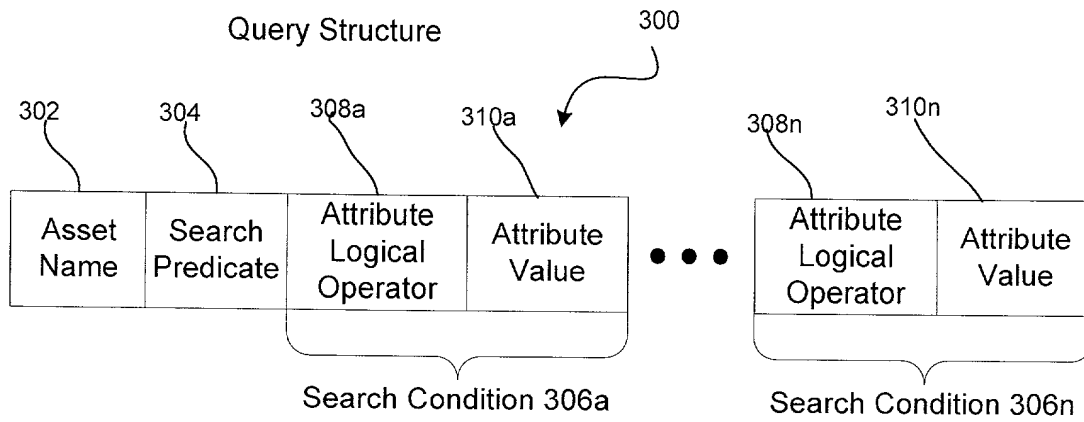 Query Structure
300
302
304
308a
310a
308n
310n
Asset
Name
Search
Predicate
Attribute
Logical
Operator
Attribute
Value
Attribute
Logical
Operator
Attribute
Value
Search Condition 306a
Search Condition 306n